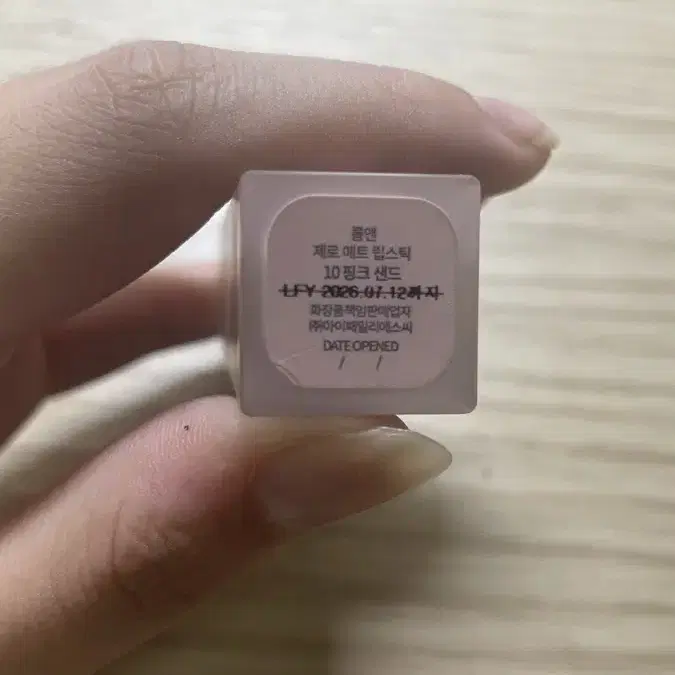 롬앤
제로 매트 립스틱
10 핑크 샌드
LFY 2026.07.12까지
화장품책임판매업자
㈜아이패밀리에스씨
DATE OPENED
/ /